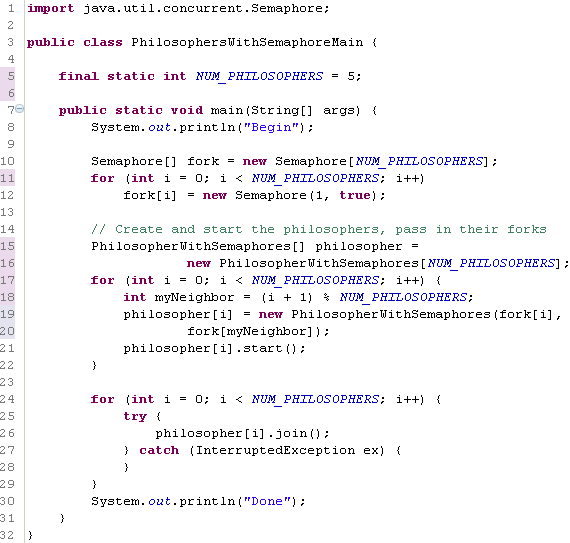 1 import java.util.concurrent.Semaphore;
2
3 public class PhilosophersWithSemaphoreMain {
4
5     final static int NUM_PHILOSOPHERS = 5;
6
7     public static void main(String[] args) {
8         System.out.println("Begin");
9
10         Semaphore[] fork = new Semaphore[NUM_PHILOSOPHERS];
11         for (int i = 0; i < NUM_PHILOSOPHERS; i++)
12             fork[i] = new Semaphore(1, true);
13
14         // Create and start the philosophers, pass in their forks
15         PhilosopherWithSemaphores[] philosopher =
16                     new PhilosopherWithSemaphores[NUM_PHILOSOPHERS];
17         for (int i = 0; i < NUM_PHILOSOPHERS; i++) {
18             int myNeighbor = (i + 1) % NUM_PHILOSOPHERS;
19             philosopher[i] = new PhilosopherWithSemaphores(fork[i],
20                     fork[myNeighbor]);
21             philosopher[i].start();
22         }
23
24         for (int i = 0; i < NUM_PHILOSOPHERS; i++) {
25             try {
26                 philosopher[i].join();
27             } catch (InterruptedException ex) {
28             }
29         }
30         System.out.println("Done");
31     }
32 }